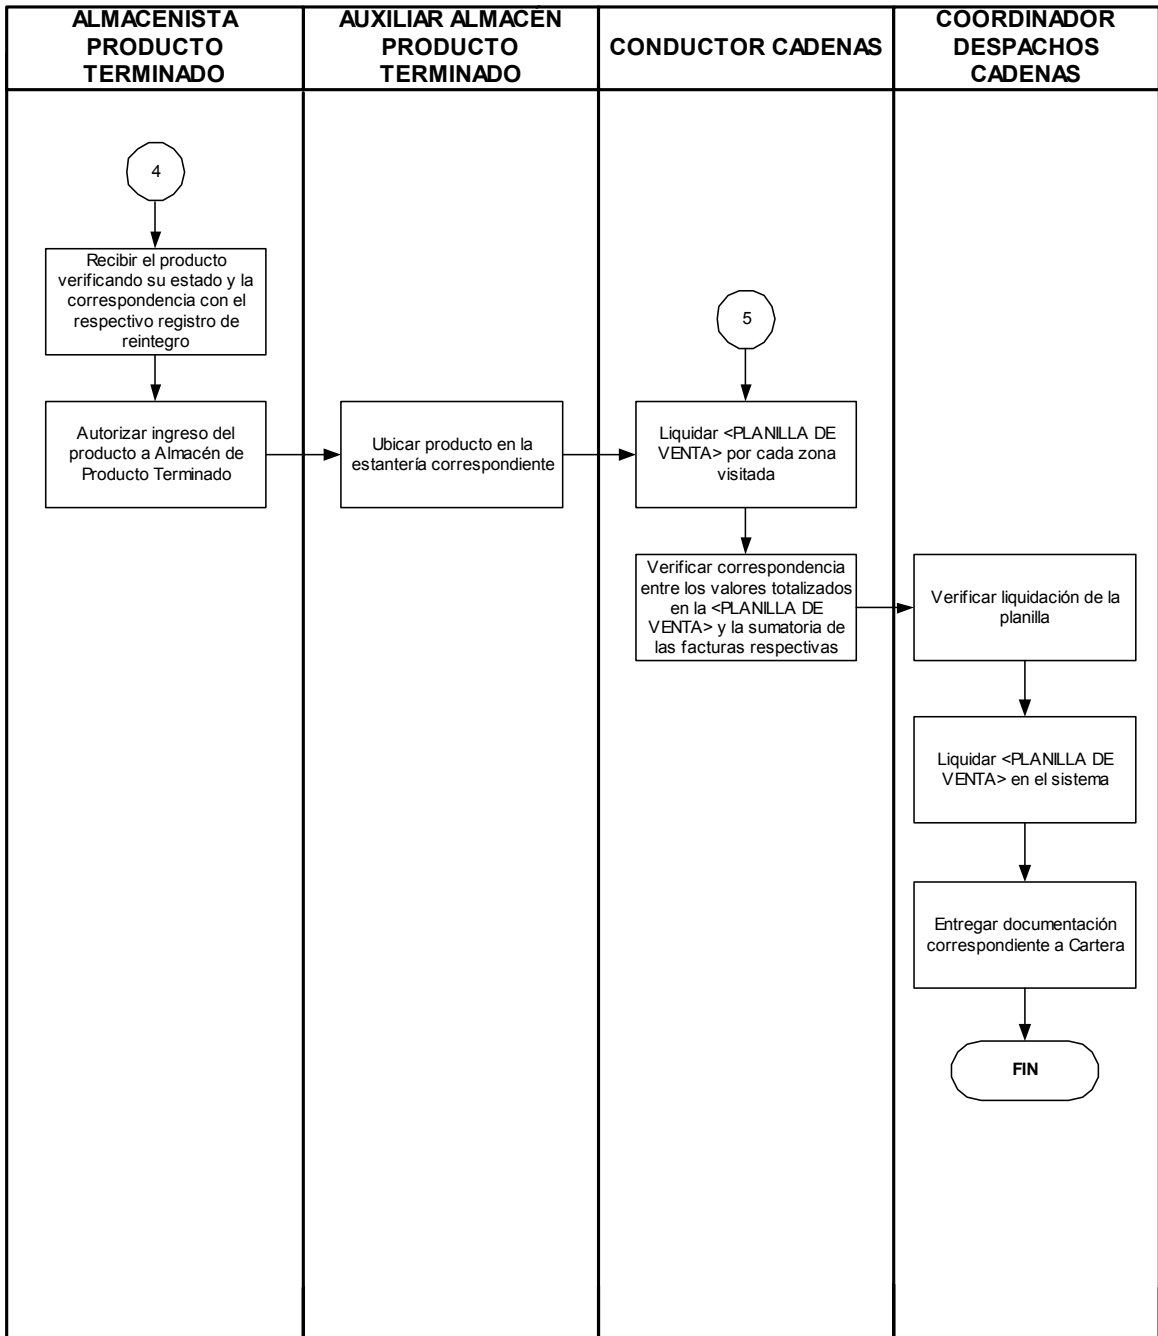 ALMACENISTA
PRODUCTO
TERMINADO
AUXILIAR ALMACÉN
PRODUCTO
TERMINADO
CONDUCTOR CADENAS
COORDINADOR
DESPACHOS
CADENAS
4
Recibir el producto
verificando su estado y la
correspondencia con el
respectivo registro de
reintegro
5
Autorizar ingreso del
producto a Almacén de
Producto Terminado
Ubicar producto en la
estantería correspondiente
Liquidar <PLANILLA DE
VENTA> por cada zona
visitada
Verificar correspondencia
entre los valores totalizados
en la <PLANILLA DE
VENTA> y la sumatoria de
las facturas respectivas
Verificar liquidación de la
planilla
Liquidar <PLANILLA DE
VENTA> en el sistema
Entregar documentación
correspondiente a Cartera
FIN